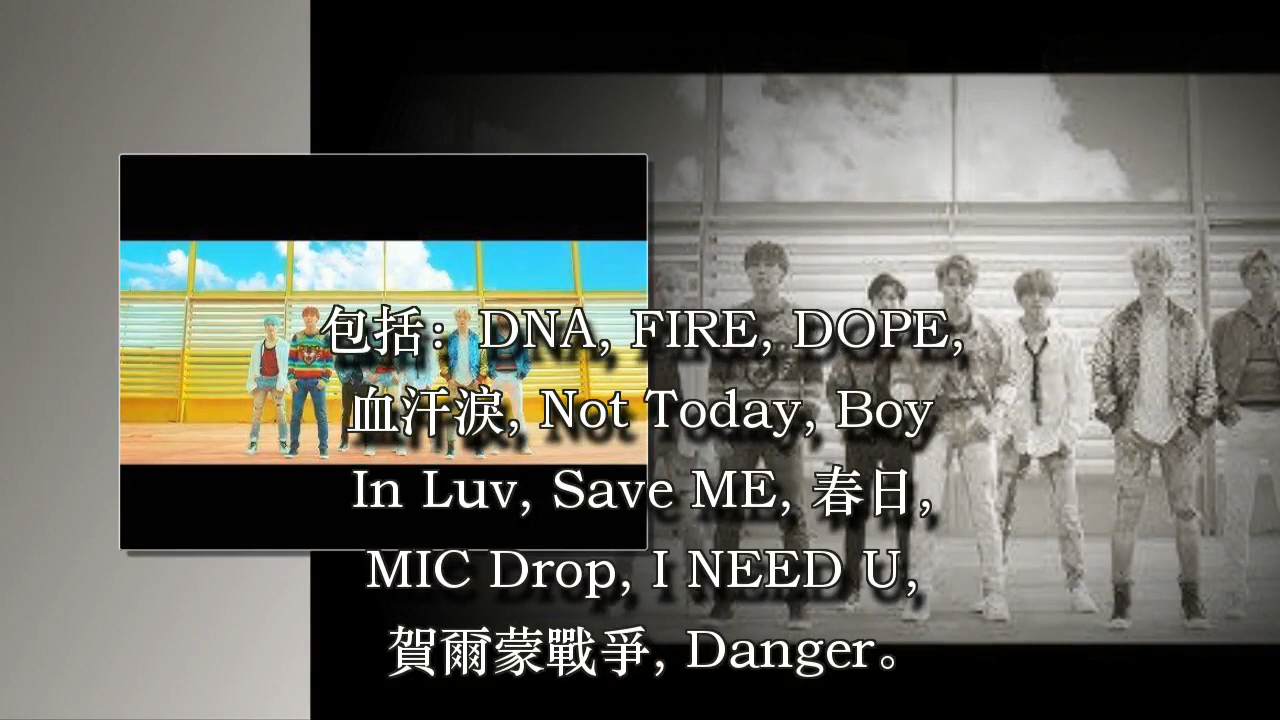 包括: DNA, FIRE, DOPE,
血汗淚, Not Today, Boy
In Luv, Save ME, 春日,
MIC Drop, I NEED U,
賀爾蒙戰爭, Danger。